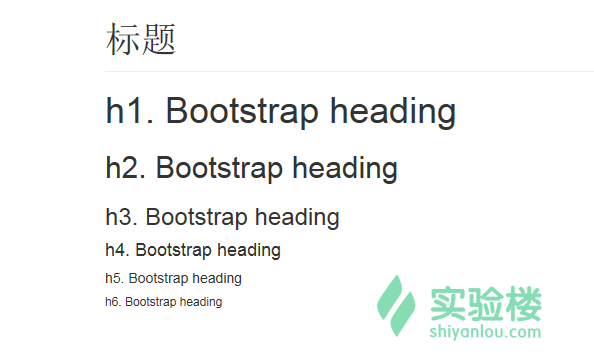 标题
h1. Bootstrap heading
h2. Bootstrap heading
h3. Bootstrap heading
h4. Bootstrap heading
h5. Bootstrap heading
h6. Bootstrap heading
实验楼
shiyanlou.com